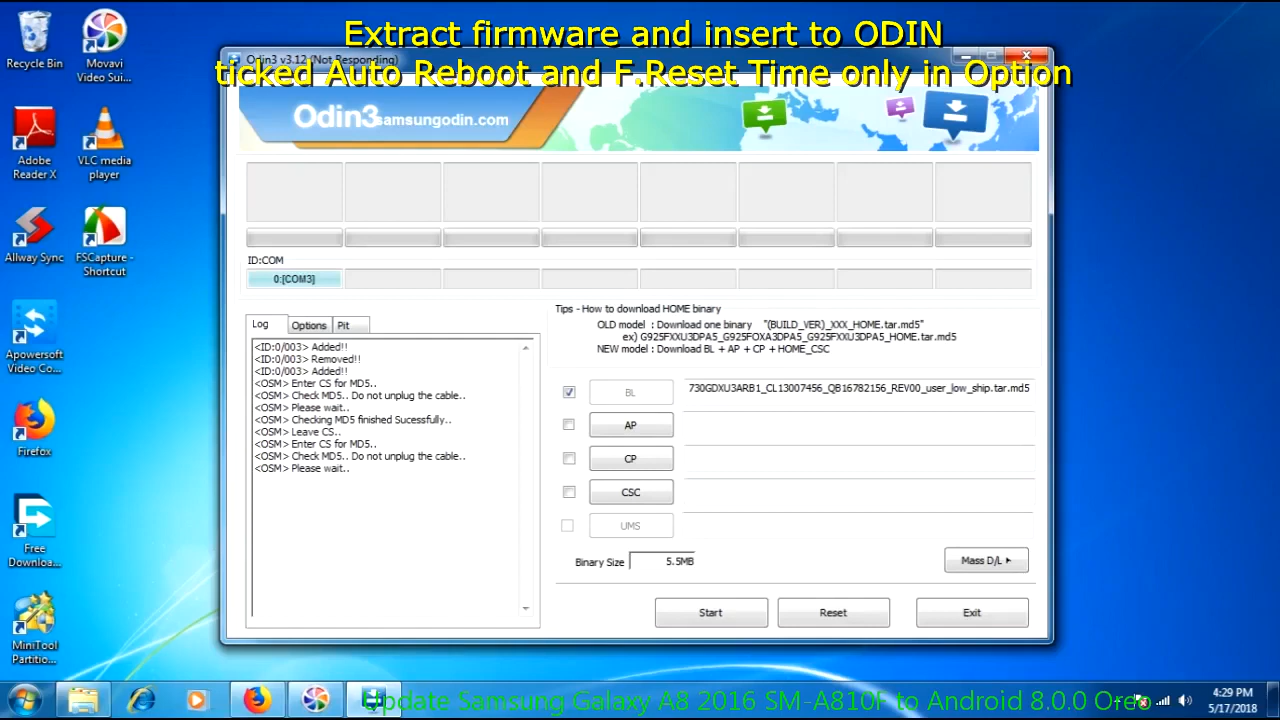 Extract firmware and insert to ODIN
Odin3 v3.12 (Not Responding)
ticked Auto Reboot and F.Reset Time only in Option
Recycle Bin
Movavi
Video Sui...
Adobe
Reader X
VLC media
player
Allway Sync
FSCapture -
Shortcut
Apowersoft
Video Co...
Firefox
Free
Downloa...
MiniTool
Partitio...
Odin3
samsungodin.com
ID:COM
0:[COM3]
Log
Options
Pit
<ID:0/003> Added!!
<ID:0/003> Removed!!
<ID:0/003> Added!!
<OSM> Enter CS for MD5..
<OSM> Check MD5.. Do not unplug the cable..
<OSM> Please wait..
<OSM> Checking MD5 finished Sucessfully..
<OSM> Leave CS..
<OSM> Enter CS for MD5..
<OSM> Check MD5.. Do not unplug the cable..
<OSM> Please wait..
Tips - How to download HOME binary
OLD model : Download one binary "(BUILD_VER)_XXX_HOME.tar.md5"
ex) G925FXXU3DPA5_G925FOXA3DPA5_G925FXXU3DPA5_HOME.tar.md5
NEW model : Download BL + AP + CP + HOME_CSC
BL
730GDXU3ARB1_CL13007456_QB16782156_REV00_user_low_ship.tar.md5
AP
CP
CSC
UMS
Binary Size
5.5MB
Mass D/L
Start
Reset
Exit
Update Samsung Galaxy A8 2016 SM-A810F to Android 8.0.0 Oreo
4:29 PM
5/17/2018